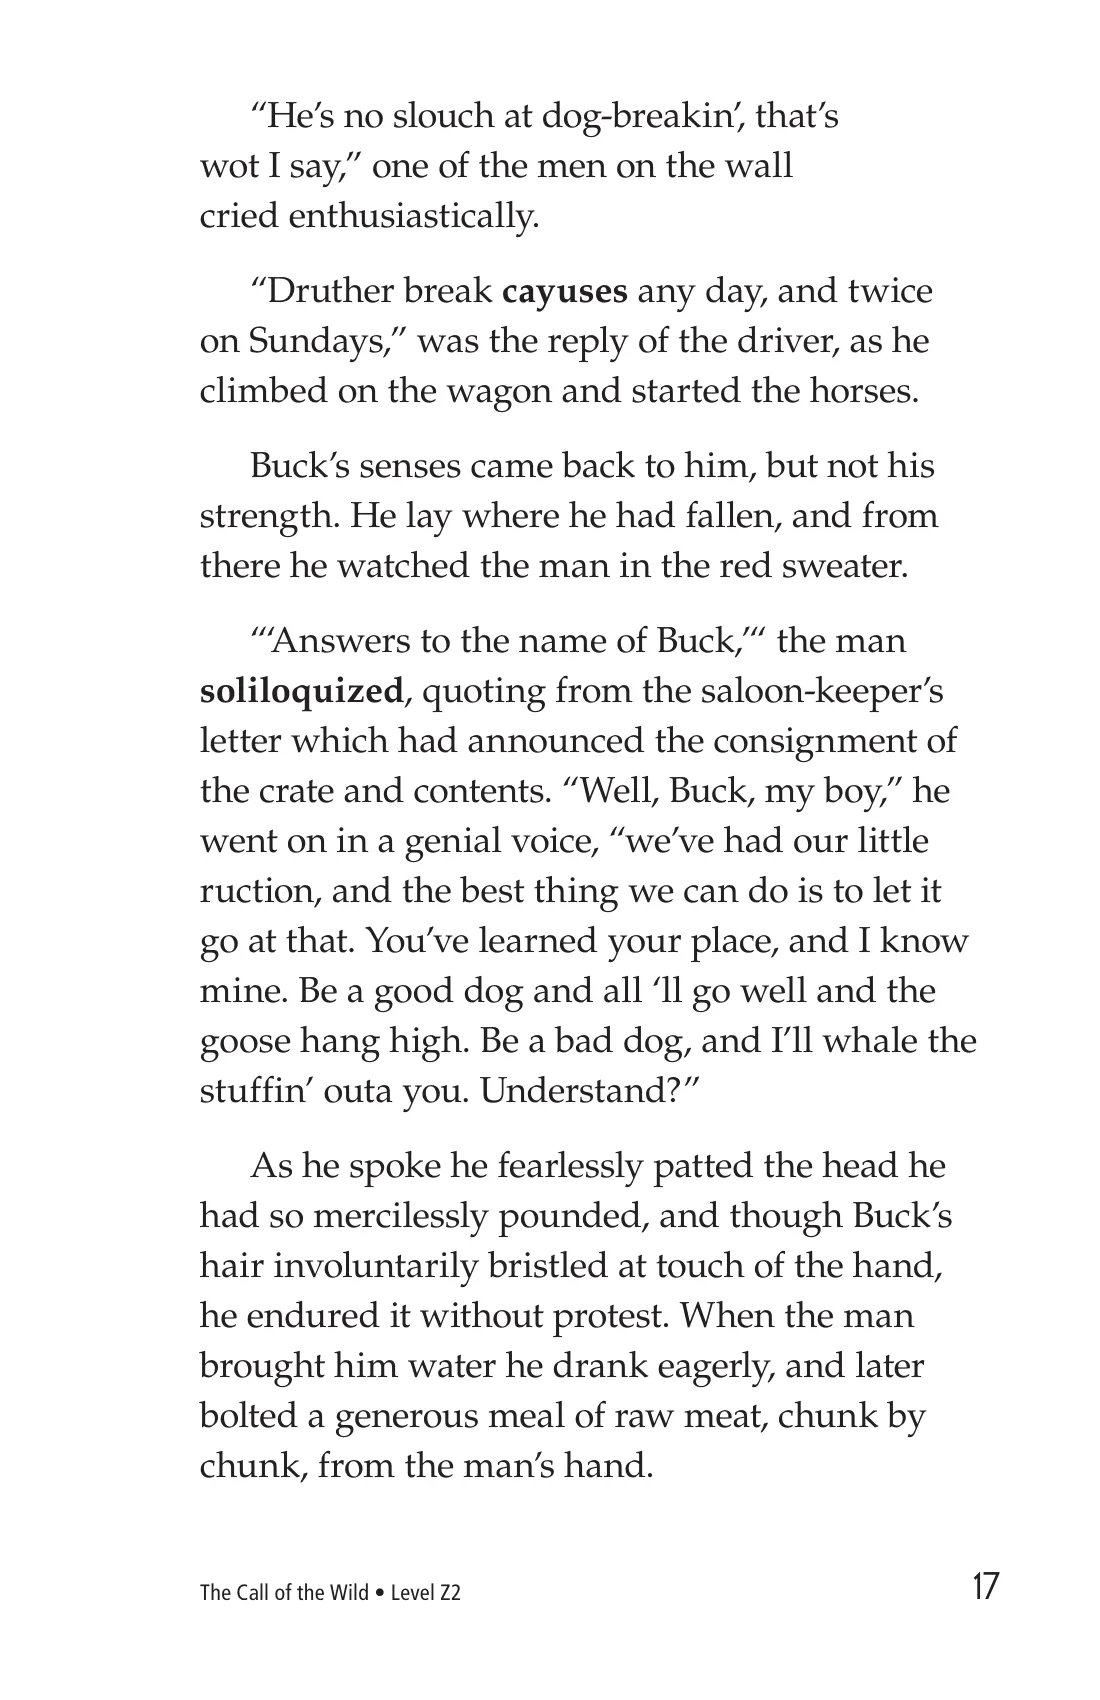 “He’s no slouch at dog-breakin’, that’s
wot I say,” one of the men on the wall
cried enthusiastically.
“Druther break cayuses any day, and twice
on Sundays,” was the reply of the driver, as he
climbed on the wagon and started the horses.
Buck’s senses came back to him, but not his
strength. He lay where he had fallen, and from
there he watched the man in the red sweater.
“‘Answers to the name of Buck,’“ the man
soliloquized, quoting from the saloon-keeper’s
letter which had announced the consignment of
the crate and contents. “Well, Buck, my boy,” he
went on in a genial voice, “we’ve had our little
ruction, and the best thing we can do is to let it
go at that. You’ve learned your place, and I know
mine. Be a good dog and all ‘ll go well and the
goose hang high. Be a bad dog, and I’ll whale the
stuffin’ outa you. Understand?”
As he spoke he fearlessly patted the head he
had so mercilessly pounded, and though Buck’s
hair involuntarily bristled at touch of the hand,
he endured it without protest. When the man
brought him water he drank eagerly, and later
bolted a generous meal of raw meat, chunk by
chunk, from the man’s hand.
The Call of the Wild • Level Z2
17